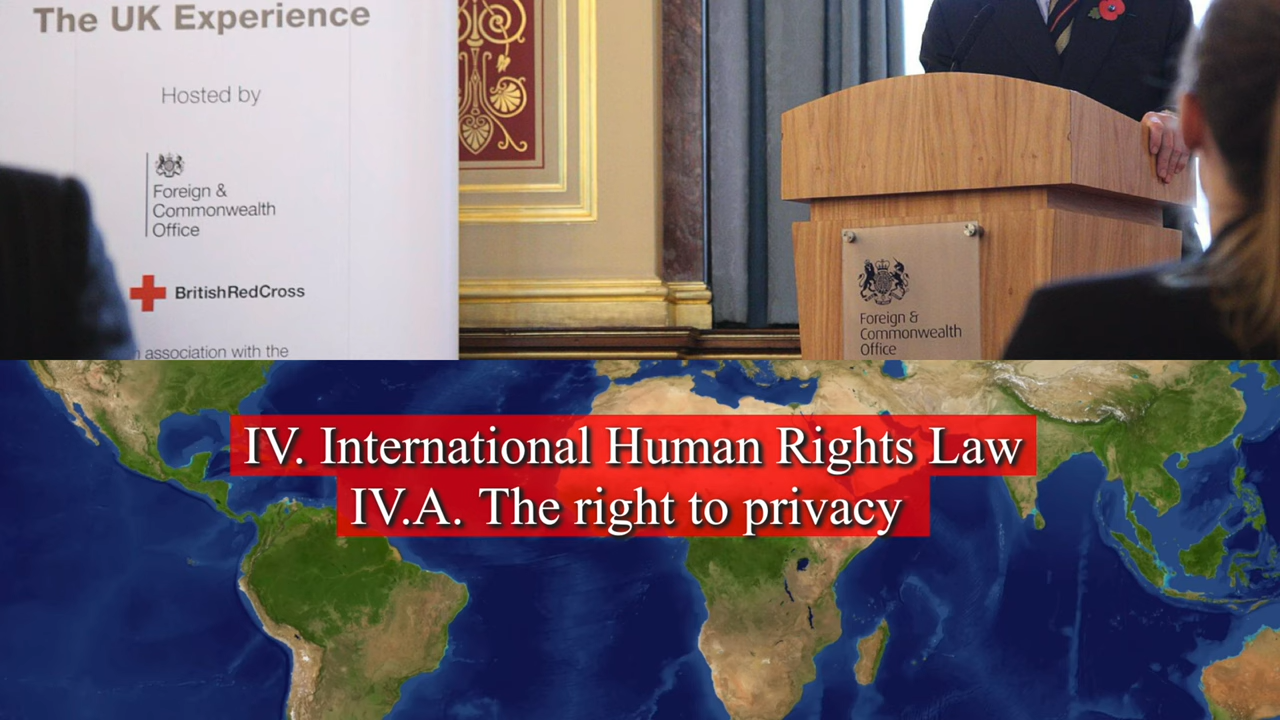 The UK Experience
Hosted by
Foreign &
Commonwealth
Office
BritishRedCross
association with the
Foreign &
Commonwealth
Office
IV. International Human Rights Law
IV.A. The right to privacy